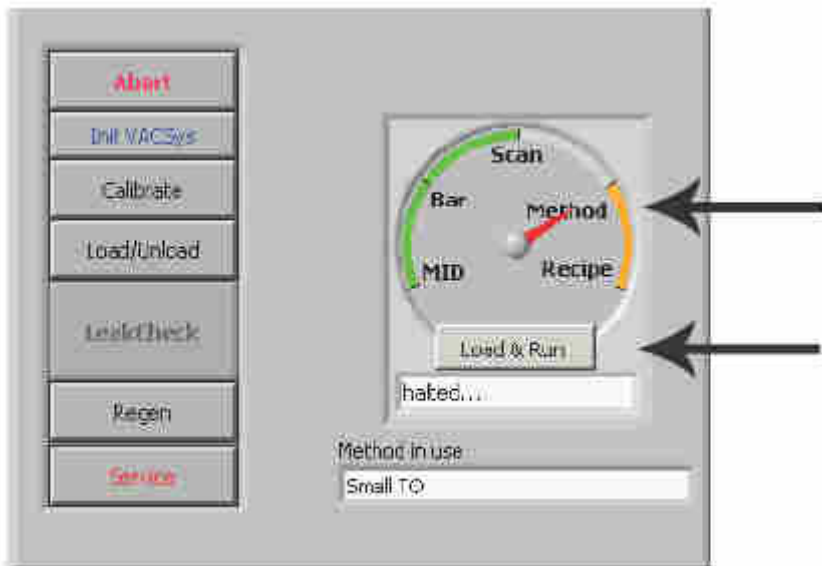 Abort
Init VACSys
Calibrate
Load/Unload
LeakCheck
Regen
Service
Scan
Bar
Method
MID
Recipe
Load & Run
halted...
Method in use
Small TO